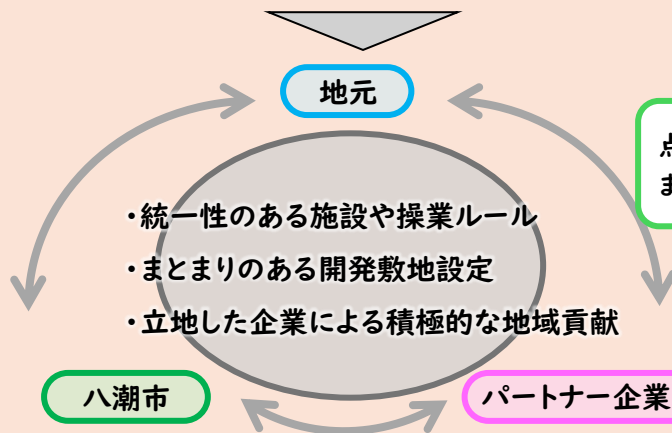 地元
点
ま
・統一性のある施設や操業ルール
・まとまりのある開発敷地設定
・立地した企業による積極的な地域貢献
八潮市
パートナー企業